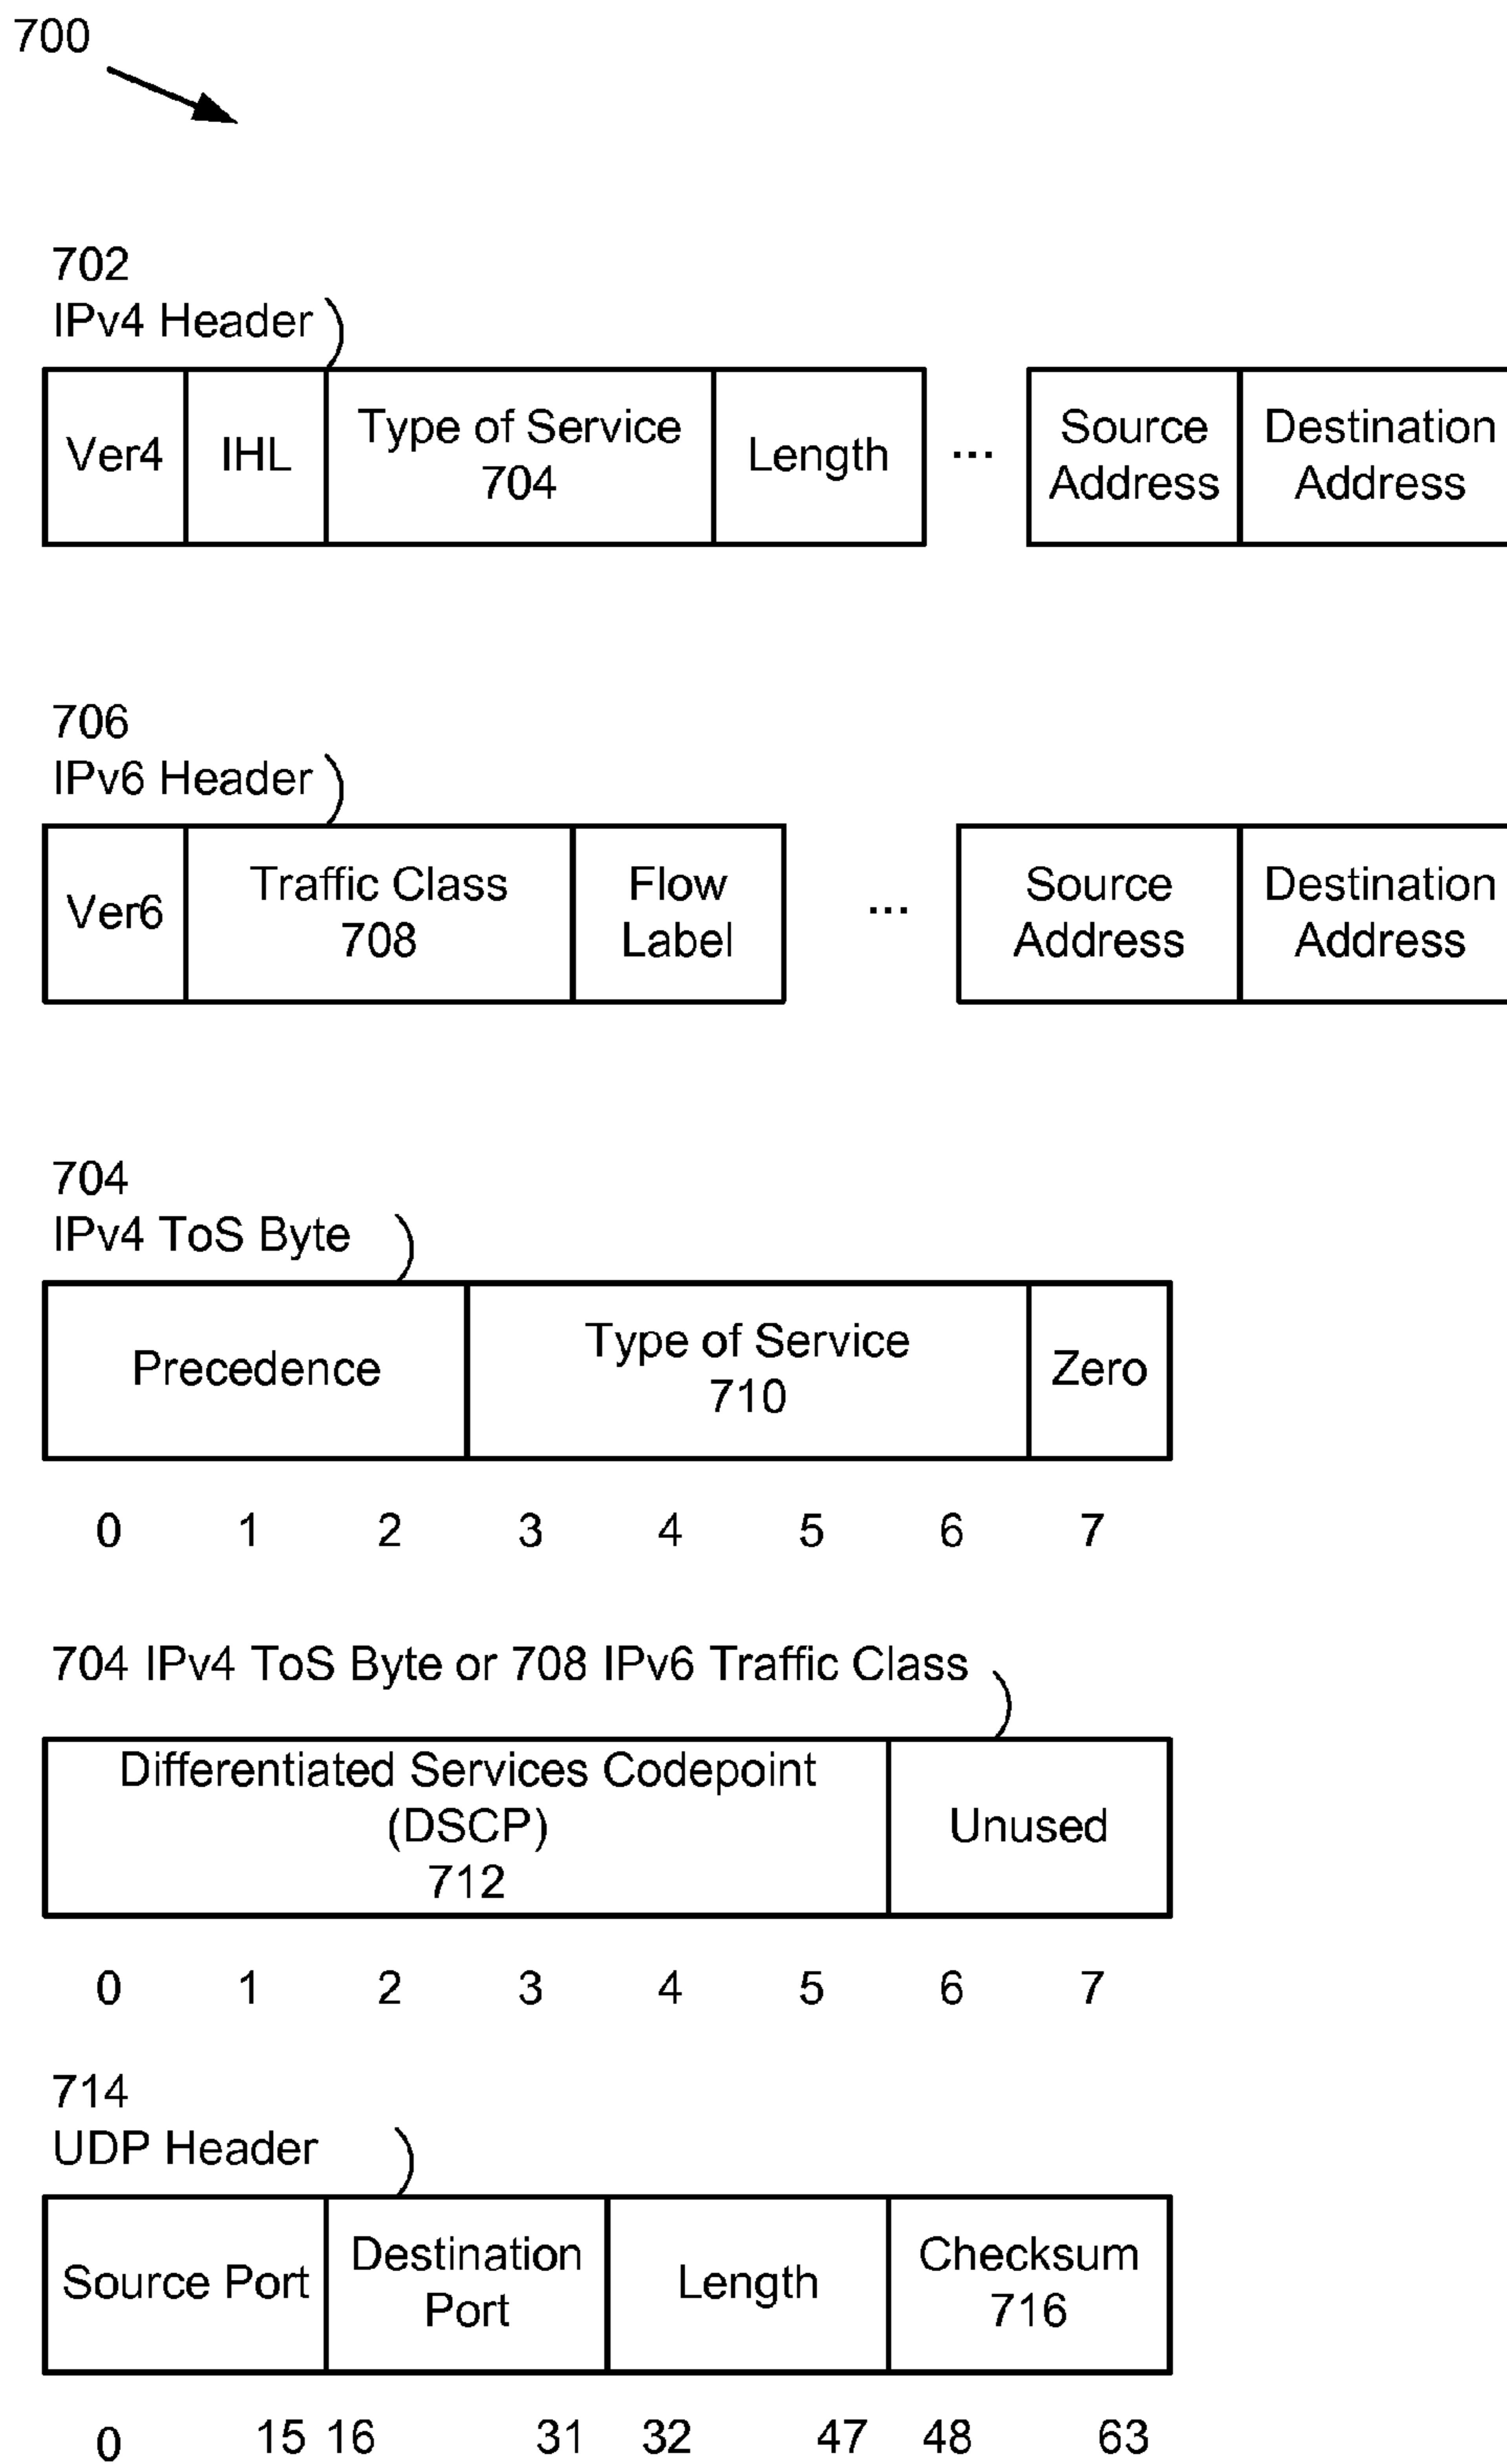 700
702
IPv4 Header
Ver4 IHL Type of Service 704 Length ... Source Address Destination Address
706
IPv6 Header
Ver6 Traffic Class 708 Flow Label ... Source Address Destination Address
704
IPv4 ToS Byte
Precedence Type of Service 710 Zero
0 1 2 3 4 5 6 7
704 IPv4 ToS Byte or 708 IPv6 Traffic Class
Differentiated Services Codepoint (DSCP) 712 Unused
0 1 2 3 4 5 6 7
714
UDP Header
Source Port Destination Port Length Checksum 716
0 15 16 31 32 47 48 63